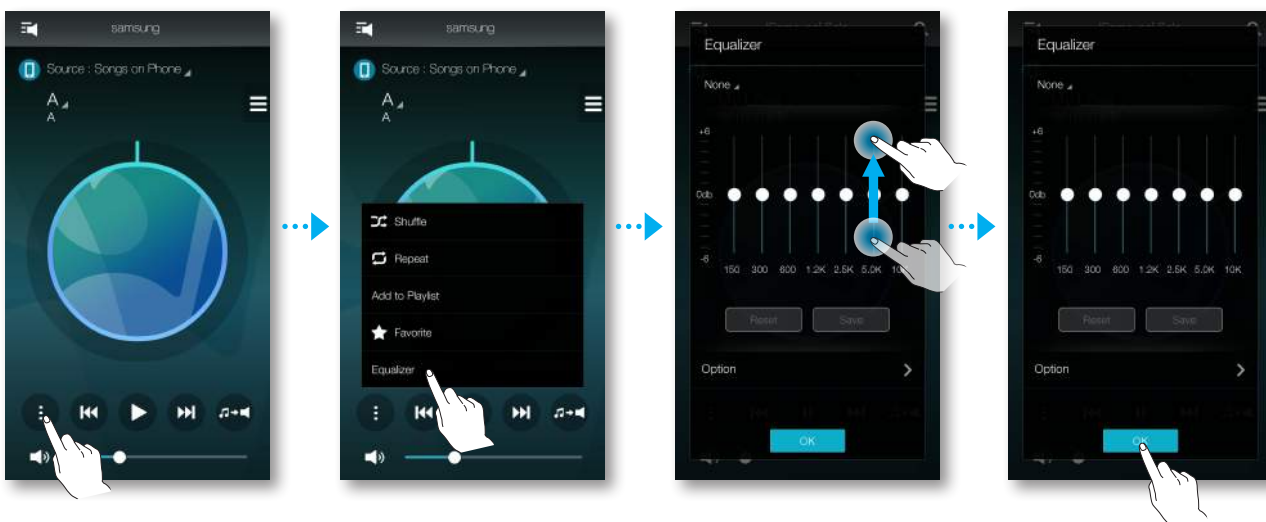 samsung
Source : Songs on Phone
A
A
samsung
Source : Songs on Phone
A
A
Shuffle
Repeat
Add to Playlist
Favorite
Equalizer
Equalizer
None
+6
0db
-6
150 300 600 1.2K 2.5K 5.0K 10K
Reset Save
Option
OK
Equalizer
None
+6
0db
-6
150 300 600 1.2K 2.5K 5.0K 10K
Reset Save
Option
OK